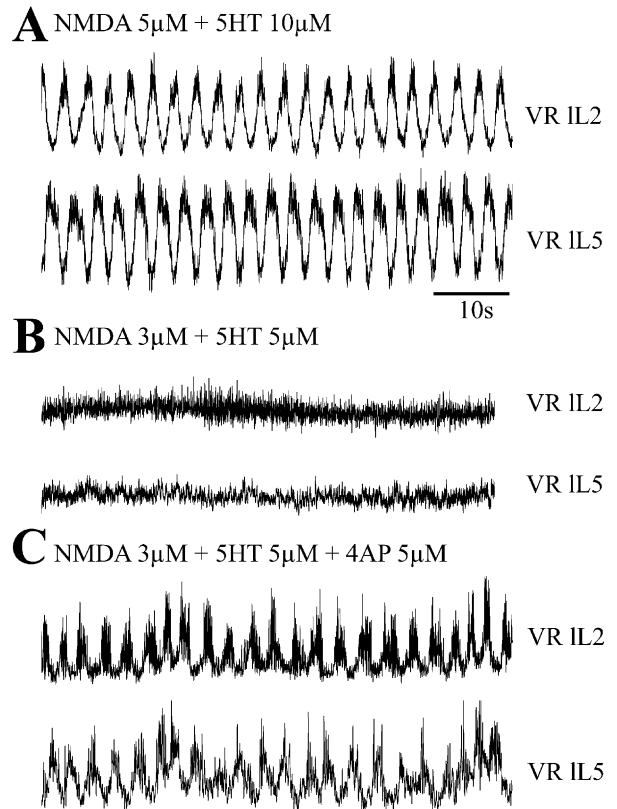 A NMDA 5µM + 5HT 10µM
VR lL2
VR lL5
10s
B NMDA 3µM + 5HT 5µM
VR lL2
VR lL5
C NMDA 3µM + 5HT 5µM + 4AP 5µM
VR lL2
VR lL5